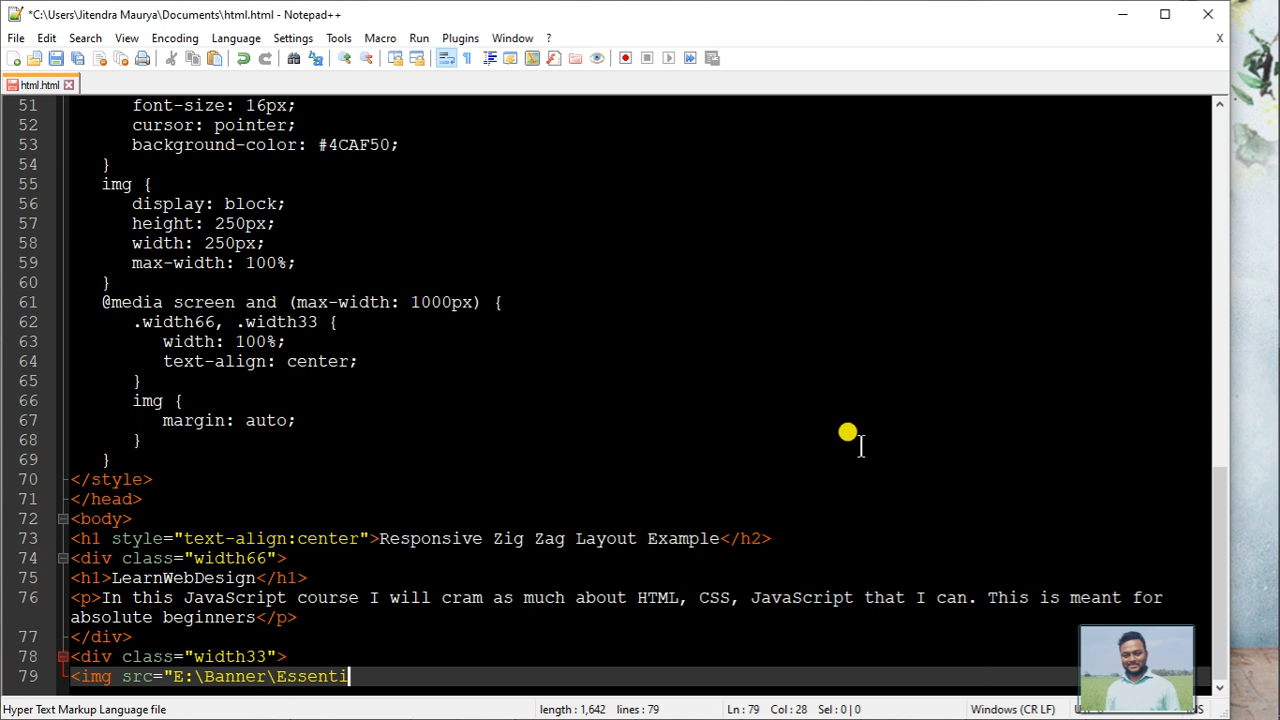 *C:\Users\Jitendra Maurya\Documents\html.html - Notepad++
File Edit Search View Encoding Language Settings Tools Macro Run Plugins Window ? X
html.html
51 font-size: 16px;
52 cursor: pointer;
53 background-color: #4CAF50;
54 }
55 img {
56 display: block;
57 height: 250px;
58 width: 250px;
59 max-width: 100%;
60 }
61 @media screen and (max-width: 1000px) {
62 .width66, .width33 {
63 width: 100%;
64 text-align: center;
65 }
66 img {
67 margin: auto;
68 }
69 }
70 </style>
71 </head>
72 <body>
73 <h1 style="text-align:center">Responsive Zig Zag Layout Example</h2>
74 <div class="width66">
75 <h1>LearnWebDesign</h1>
76 <p>In this JavaScript course I will cram as much about HTML, CSS, JavaScript that I can. This is meant for
absolute beginners</p>
77 </div>
78 <div class="width33">
79 <img src="E:\Banner\Essenti
Hyper Text Markup Language file length : 1,642 lines : 79 Ln : 79 Col : 28 Sel : 0 | 0 Windows (CR LF)